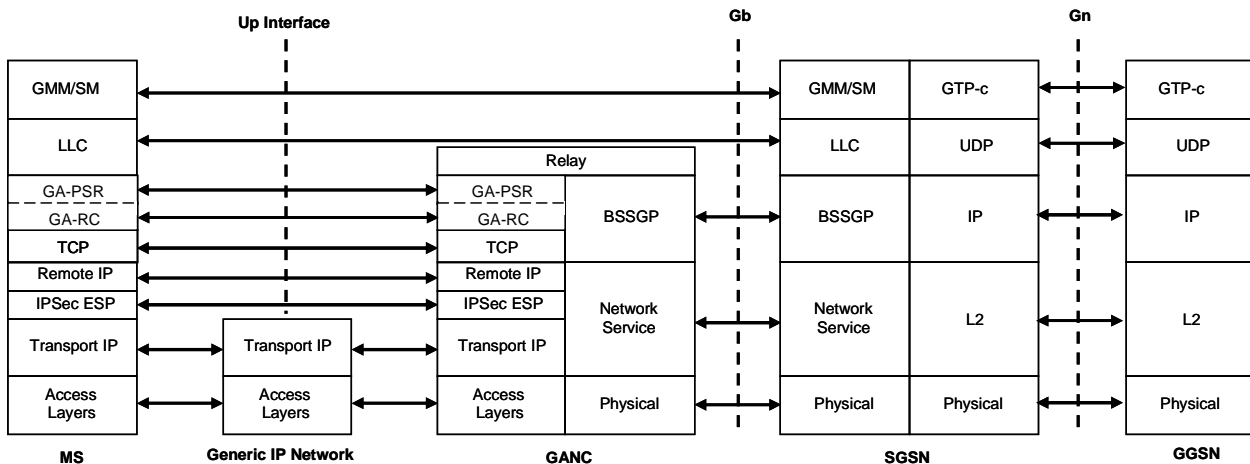 Up Interface
Gb
Gn
GMM/SM
GMM/SM
GTP-c
GTP-c
LLC
LLC
UDP
UDP
Relay
GA-PSR
GA-PSR
BSSGP
BSSGP
IP
IP
GA-RC
GA-RC
TCP
TCP
Remote IP
Remote IP
IPSec ESP
IPSec ESP
Network
Service
Network
Service
L2
L2
Transport IP
Transport IP
Transport IP
Access
Layers
Access
Layers
Access
Layers
Physical
Physical
Physical
Physical
MS
Generic IP Network
GANC
SGSN
GGSN